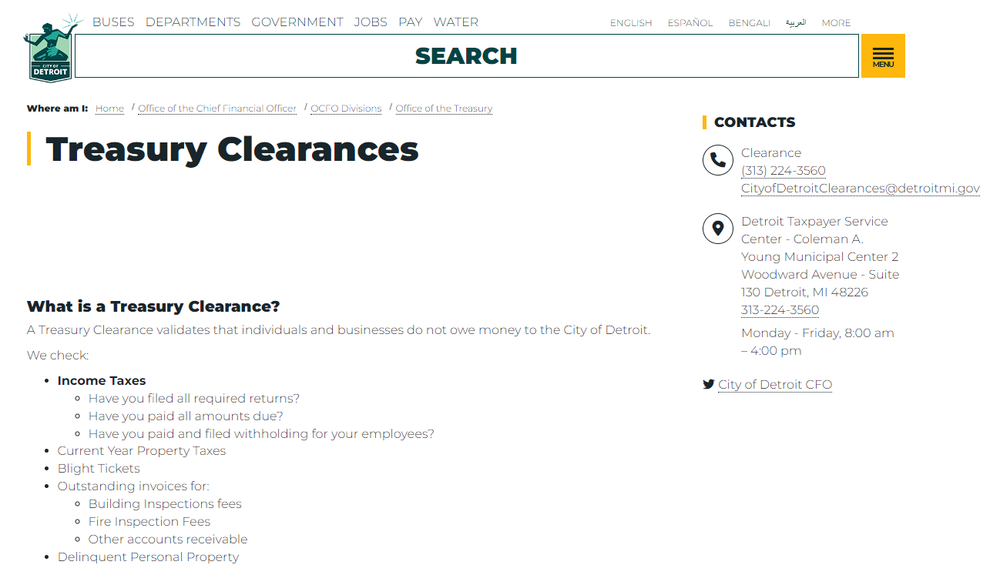 BUSES DEPARTMENTS GOVERNMENT JOBS PAY WATER
ENGLISH ESPAÑOL BENGALI العربية MORE
CITY OF
DETROIT
SEARCH
MENU
Where am I: Home / Office of the Chief Financial Officer / OCFO Divisions / Office of the Treasury
Treasury Clearances
What is a Treasury Clearance?
A Treasury Clearance validates that individuals and businesses do not owe money to the City of Detroit.
We check:
• Income Taxes
◦ Have you filed all required returns?
◦ Have you paid all amounts due?
◦ Have you paid and filed withholding for your employees?
• Current Year Property Taxes
• Blight Tickets
• Outstanding invoices for:
◦ Building Inspections fees
◦ Fire Inspection Fees
◦ Other accounts receivable
• Delinquent Personal Property
CONTACTS
Clearance
(313) 224-3560
CityofDetroitClearances@detroitmi.gov
Detroit Taxpayer Service
Center - Coleman A.
Young Municipal Center 2
Woodward Avenue - Suite
130 Detroit, MI 48226
313-224-3560
Monday - Friday, 8:00 am
– 4:00 pm
City of Detroit CFO